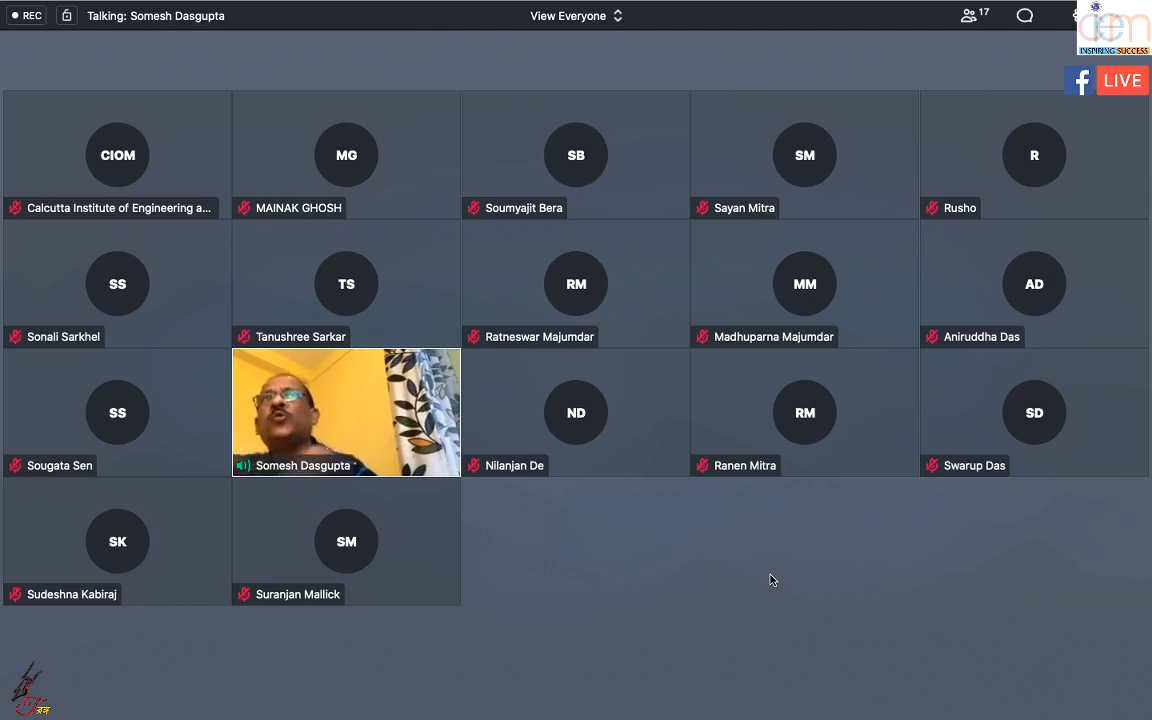 REC
Talking: Somesh Dasgupta
View Everyone
17
aem
INSPIRING SUCCESS
f LIVE
CIOM
MG
SB
SM
R
Calcutta Institute of Engineering a...
MAINAK GHOSH
Soumyajit Bera
Sayan Mitra
Rusho
SS
TS
RM
MM
AD
Sonali Sarkhel
Tanushree Sarkar
Ratneswar Majumdar
Madhuparna Majumdar
Aniruddha Das
SS
ND
RM
SD
Sougata Sen
Somesh Dasgupta
Nilanjan De
Ranen Mitra
Swarup Das
SK
SM
Sudeshna Kabiraj
Suranjan Mallick